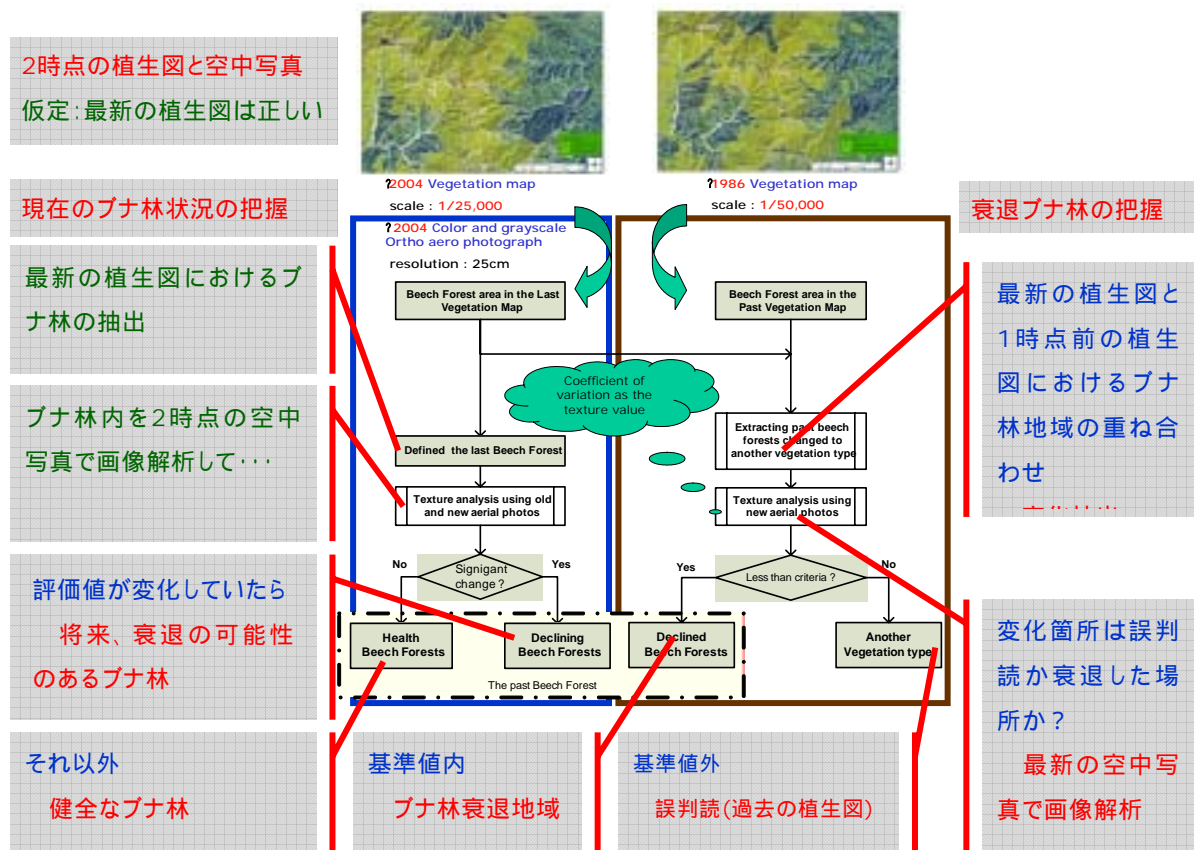 2時点の植生図と空中写真
仮定:最新の植生図は正しい
2004 Vegetation map
scale : 1/25,000
2004 Color and grayscale
Ortho aero photograph
resolution : 25cm
1986 Vegetation map
scale : 1/50,000
現在のブナ林状況の把握
衰退ブナ林の把握
最新の植生図におけるブ
ナ林の抽出
ブナ林内を2時点の空中
写真で画像解析して・・・
評価値が変化していたら
将来、衰退の可能性
のあるブナ林
それ以外
健全なブナ林
Beech Forest area in the Last
Vegetation Map
Beech Forest area in the
Past Vegetation Map
Coefficient of
variation as the
texture value
Defined the last Beech Forest
Extracting past beech
forests changed to
another vegetation type
Texture analysis using old
and new aerial photos
Texture analysis using
new aerial photos
No
Signigant
change ?
Yes
Yes
Less than criteria ?
No
Health
Beech Forests
Declining
Beech Forests
Declined
Beech Forests
Another
Vegetation type
The past Beech Forest
最新の植生図と
1時点前の植生
図におけるブナ
林地域の重ね合
わせ
変化箇所は誤判
読か衰退した場
所か?
最新の空中写
真で画像解析
基準値内
ブナ林衰退地域
基準値外
誤判読(過去の植生図)